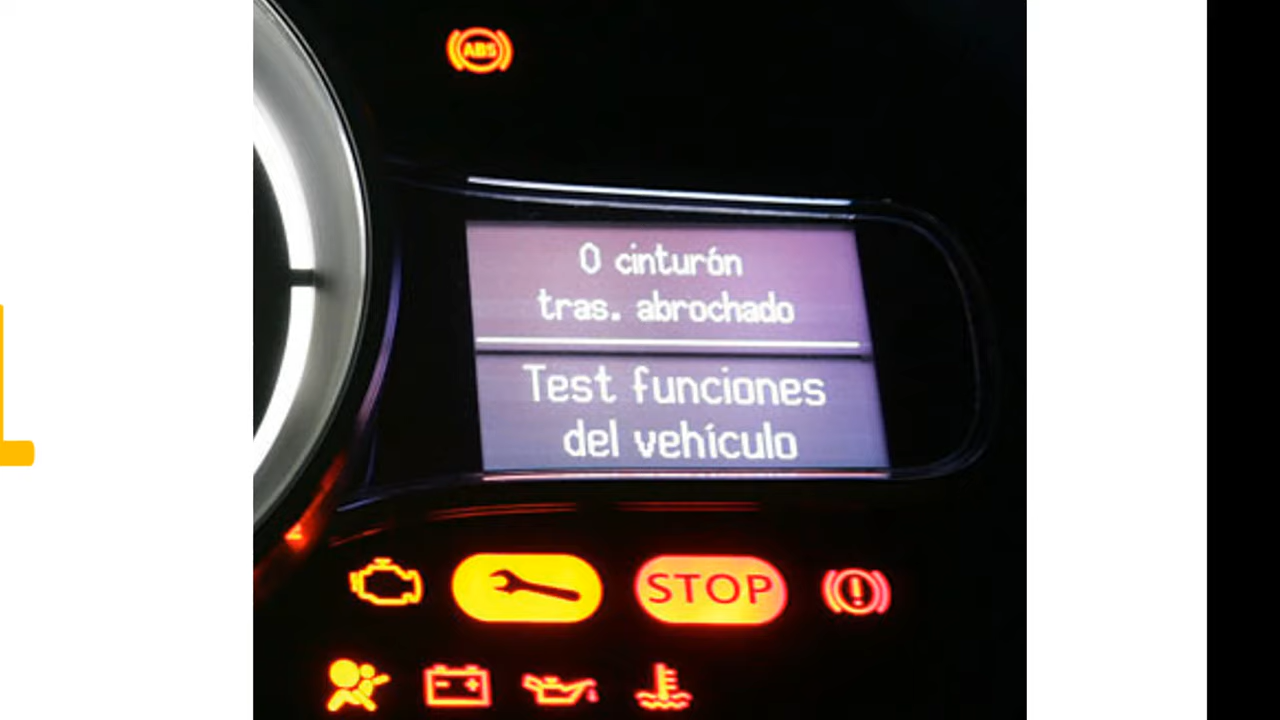 ABS
0 cinturón
tras. abrochado
Test funciones
del vehículo
STOP